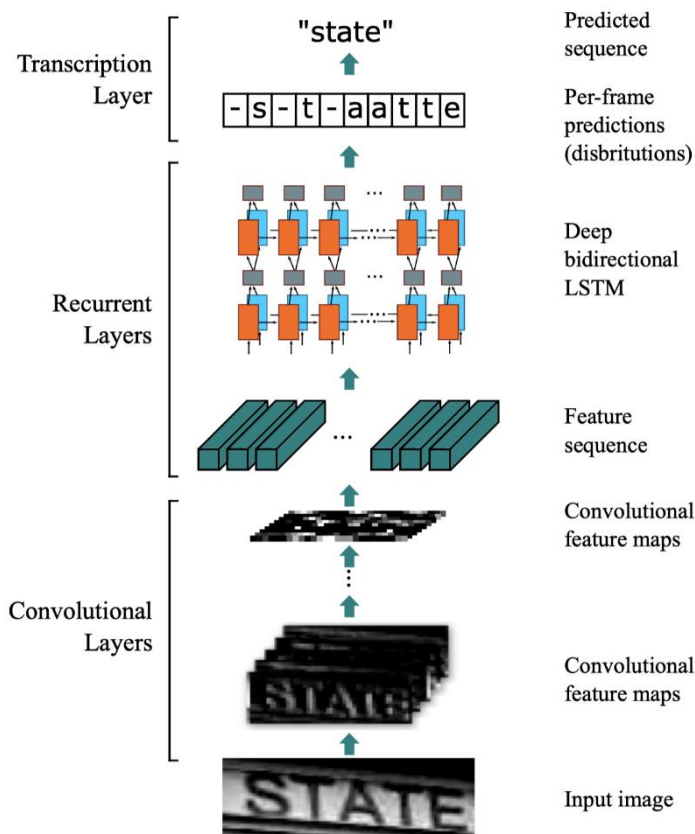 "state"
Predicted
sequence
Transcription
Layer
-s-t-aatte
Per-frame
predictions
(disbritutions)
...
...
Deep
bidirectional
LSTM
...
...
Recurrent
Layers
...
Feature
sequence
Convolutional
feature maps
...
Convolutional
Layers
STATE
Convolutional
feature maps
STATE
Input image